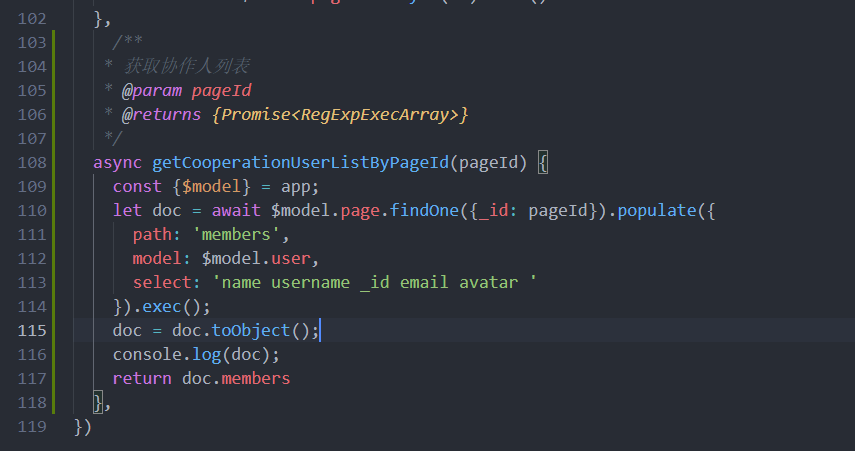 102 },
103 /**
104 * 获取协作人列表
105 * @param pageId
106 * @returns {Promise<RegExpExecArray>}
107 */
108 async getCooperationUserListByPageId(pageId) {
109 const {$model} = app;
110 let doc = await $model.page.findOne({_id: pageId}).populate({
111 path: 'members',
112 model: $model.user,
113 select: 'name username _id email avatar '
114 }).exec();
115 doc = doc.toObject();
116 console.log(doc);
117 return doc.members
118 },
119 })